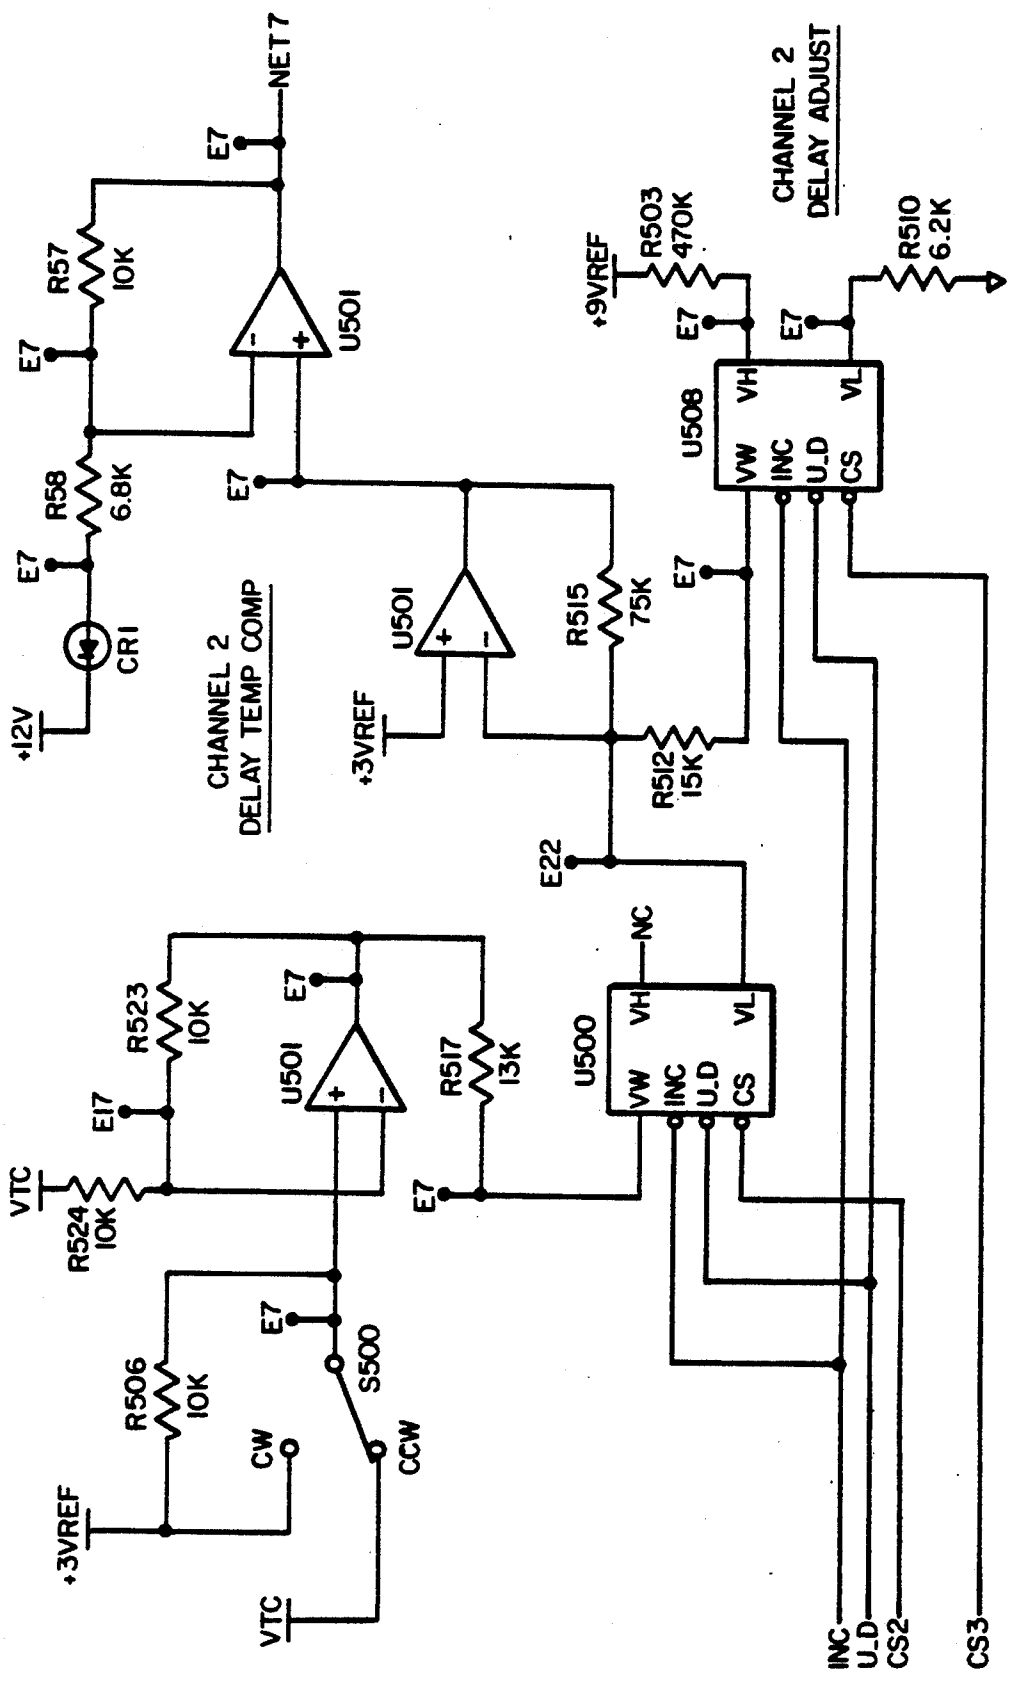 +3VREF
R506
10K
CW
VTC
CCW
S500
E7
VTC
R524
10K
E17
R523
10K
U501
+
-
E7
R517
13K
E7
U500
VW
INC
U_D
CS
VH
VL
NC
E22
+12V
CR1
E7
R58
6.8K
E7
R57
10K
CHANNEL 2
DELAY TEMP COMP
+3VREF
U501
+
-
E7
R515
75K
R512
15K
U501
-
+
E7
NET7
E7
U508
VW
INC
U_D
CS
VH
VL
E7
+9VREF
R503
470K
E7
R510
6.2K
CHANNEL 2
DELAY ADJUST
INC
U_D
CS2
CS3